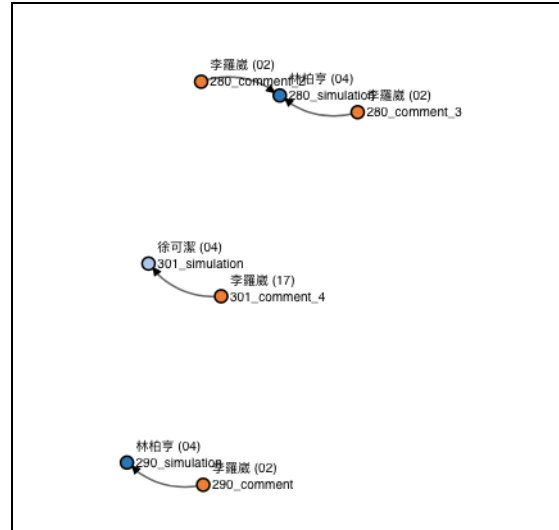 李羅崴 (02)
280_comment_2
林柏亨 (04)
280_simulation
李羅崴 (02)
280_comment_3
徐可潔 (04)
301_simulation
李羅崴 (17)
301_comment_4
林柏亨 (04)
290_simulation
李羅崴 (02)
290_comment